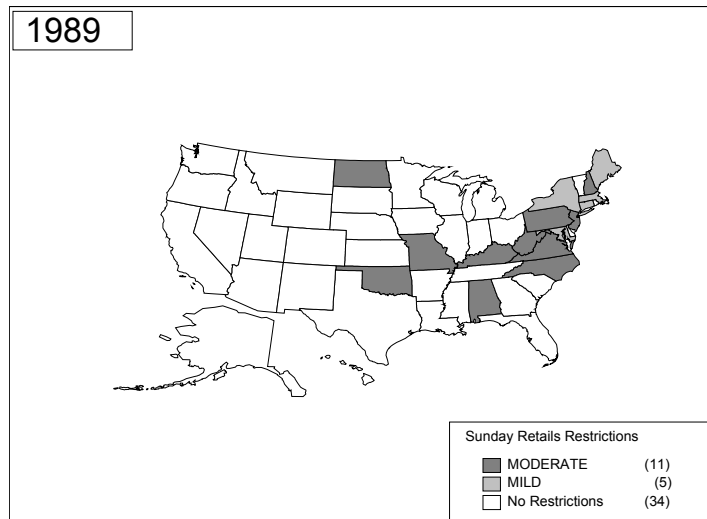 1989
Sunday Retails Restrictions
MODERATE (11)
MILD (5)
No Restrictions (34)